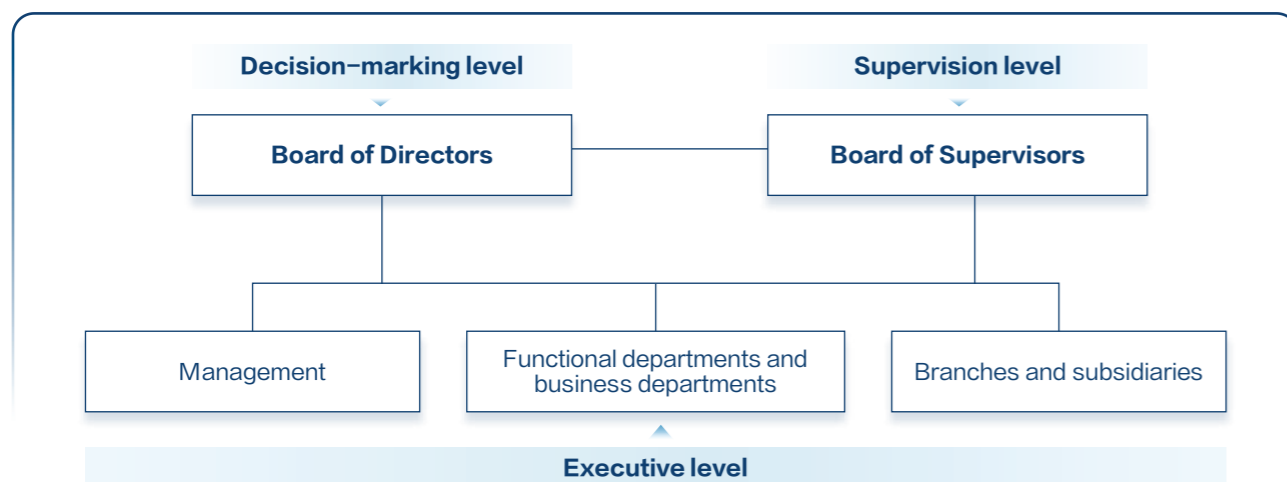 Decision-marking level
Supervision level
Board of Directors
Board of Supervisors
Management
Functional departments and
business departments
Branches and subsidiaries
Executive level